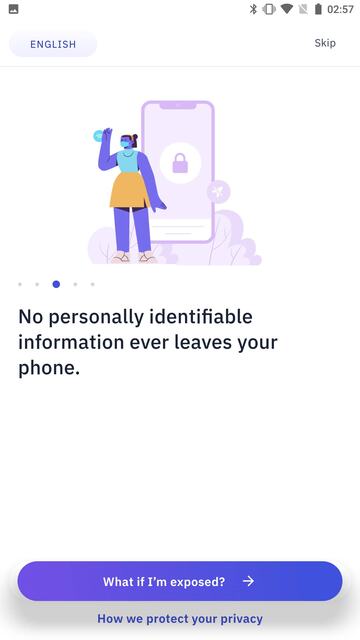 02:57
ENGLISH
Skip
No personally identifiable
information ever leaves your
phone.
What if I'm exposed?
How we protect your privacy